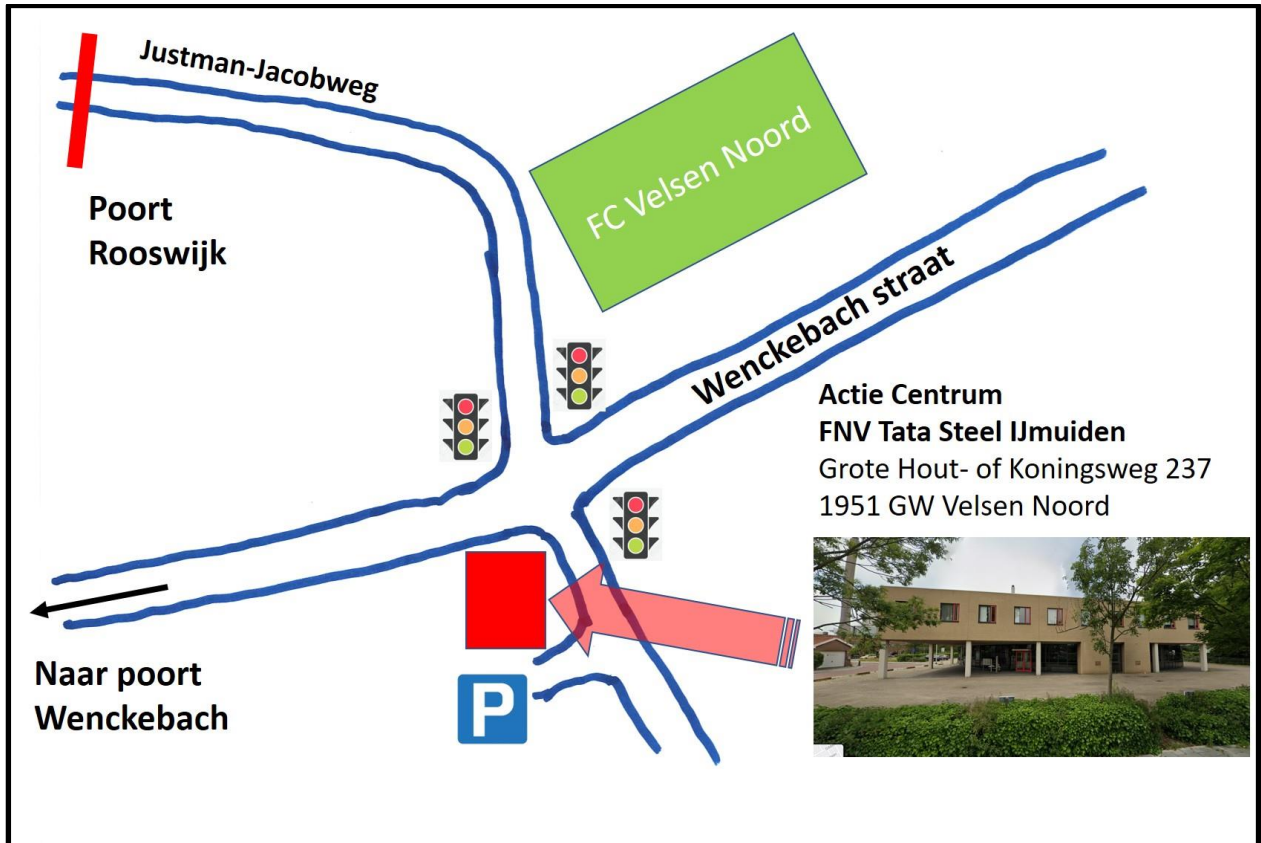 Justman-Jacobweg
FC Velsen Noord
Poort
Rooswijk
Wenckebach straat
Actie Centrum
FNV Tata Steel IJmuiden
Grote Hout- of Koningsweg 237
1951 GW Velsen Noord
Naar poort
Wenckebach
P